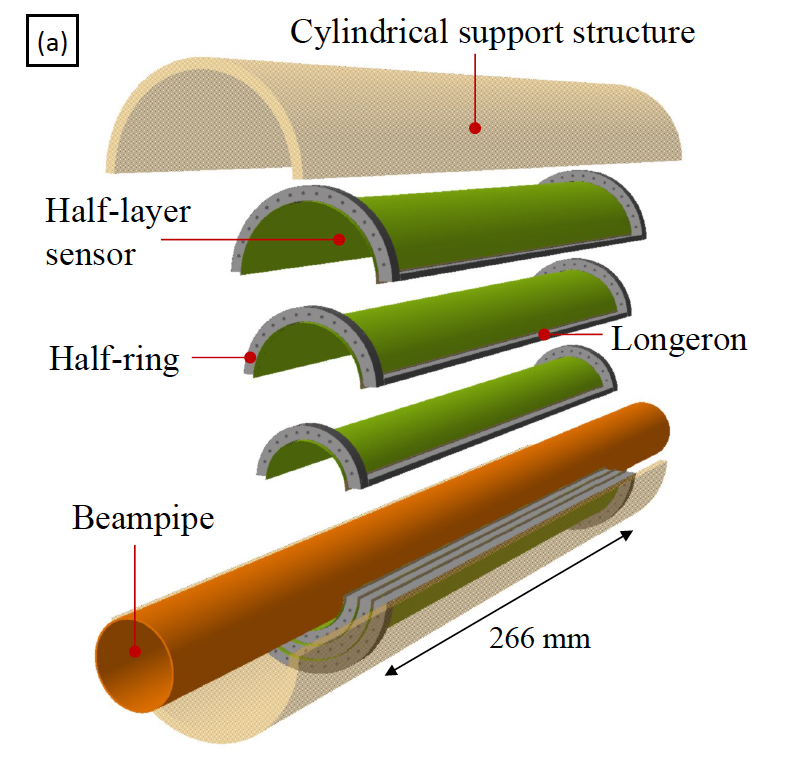 (a)
Cylindrical support structure
Half-layer
sensor
Longeron
Half-ring
Beampipe
266 mm